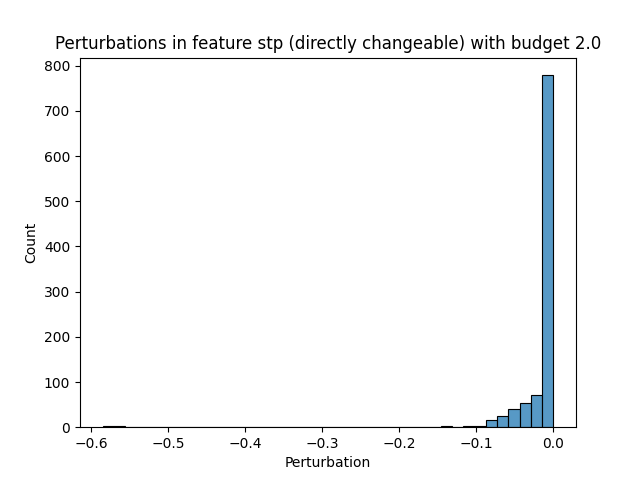 Perturbations in feature stp (directly changeable) with budget 2.0
800
700
600
500
400
300
200
100
0
Count
−0.6 −0.5 −0.4 −0.3 −0.2 −0.1 0.0
Perturbation